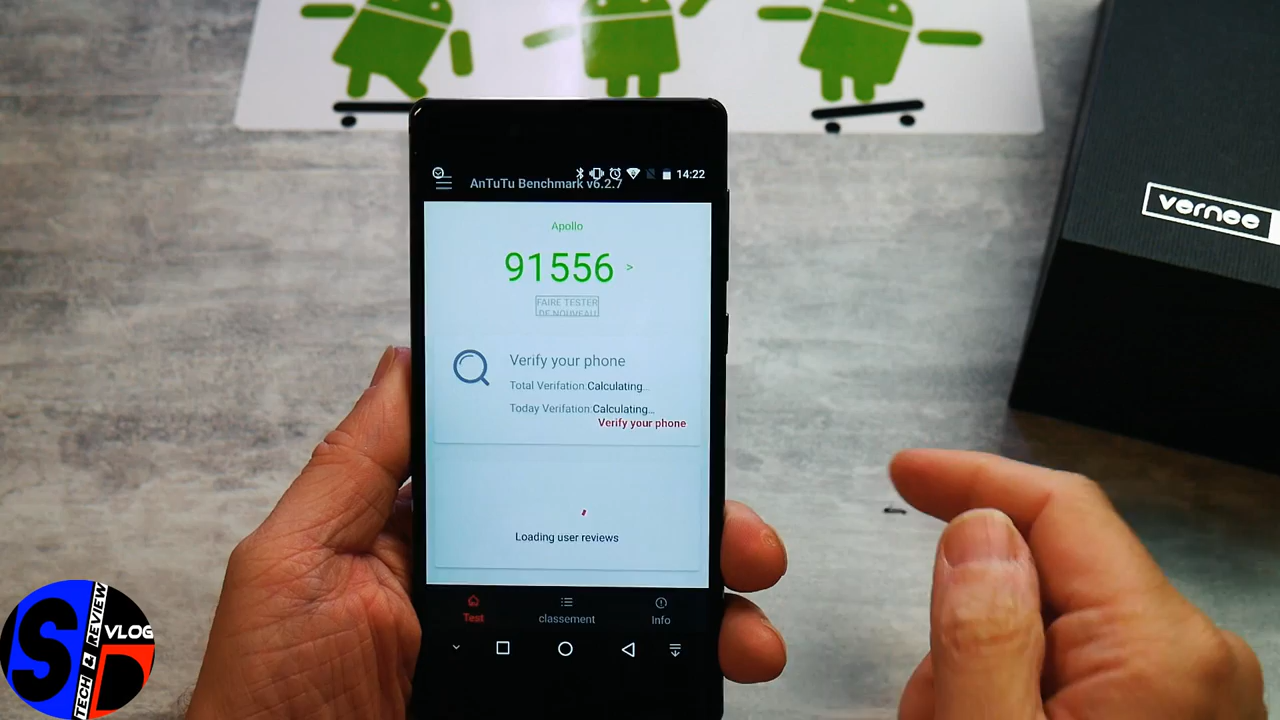 14:22
AnTuTu Benchmark v6.2.7
Apollo
91556 >
FAIRE TESTER
DE NOUVEAU
Verify your phone
Total Verifation:Calculating...
Today Verifation:Calculating...
Verify your phone
Loading user reviews
Test
classement
Info
vernee
SD
TECH & REVIEW
VLOG